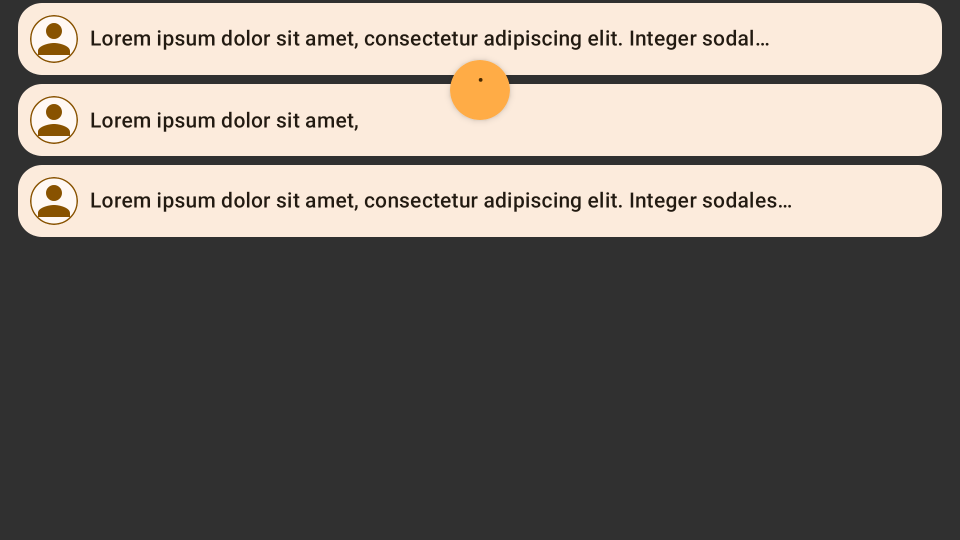 Lorem ipsum dolor sit amet, consectetur adipiscing elit. Integer sodal...
Lorem ipsum dolor sit amet,
Lorem ipsum dolor sit amet, consectetur adipiscing elit. Integer sodales...